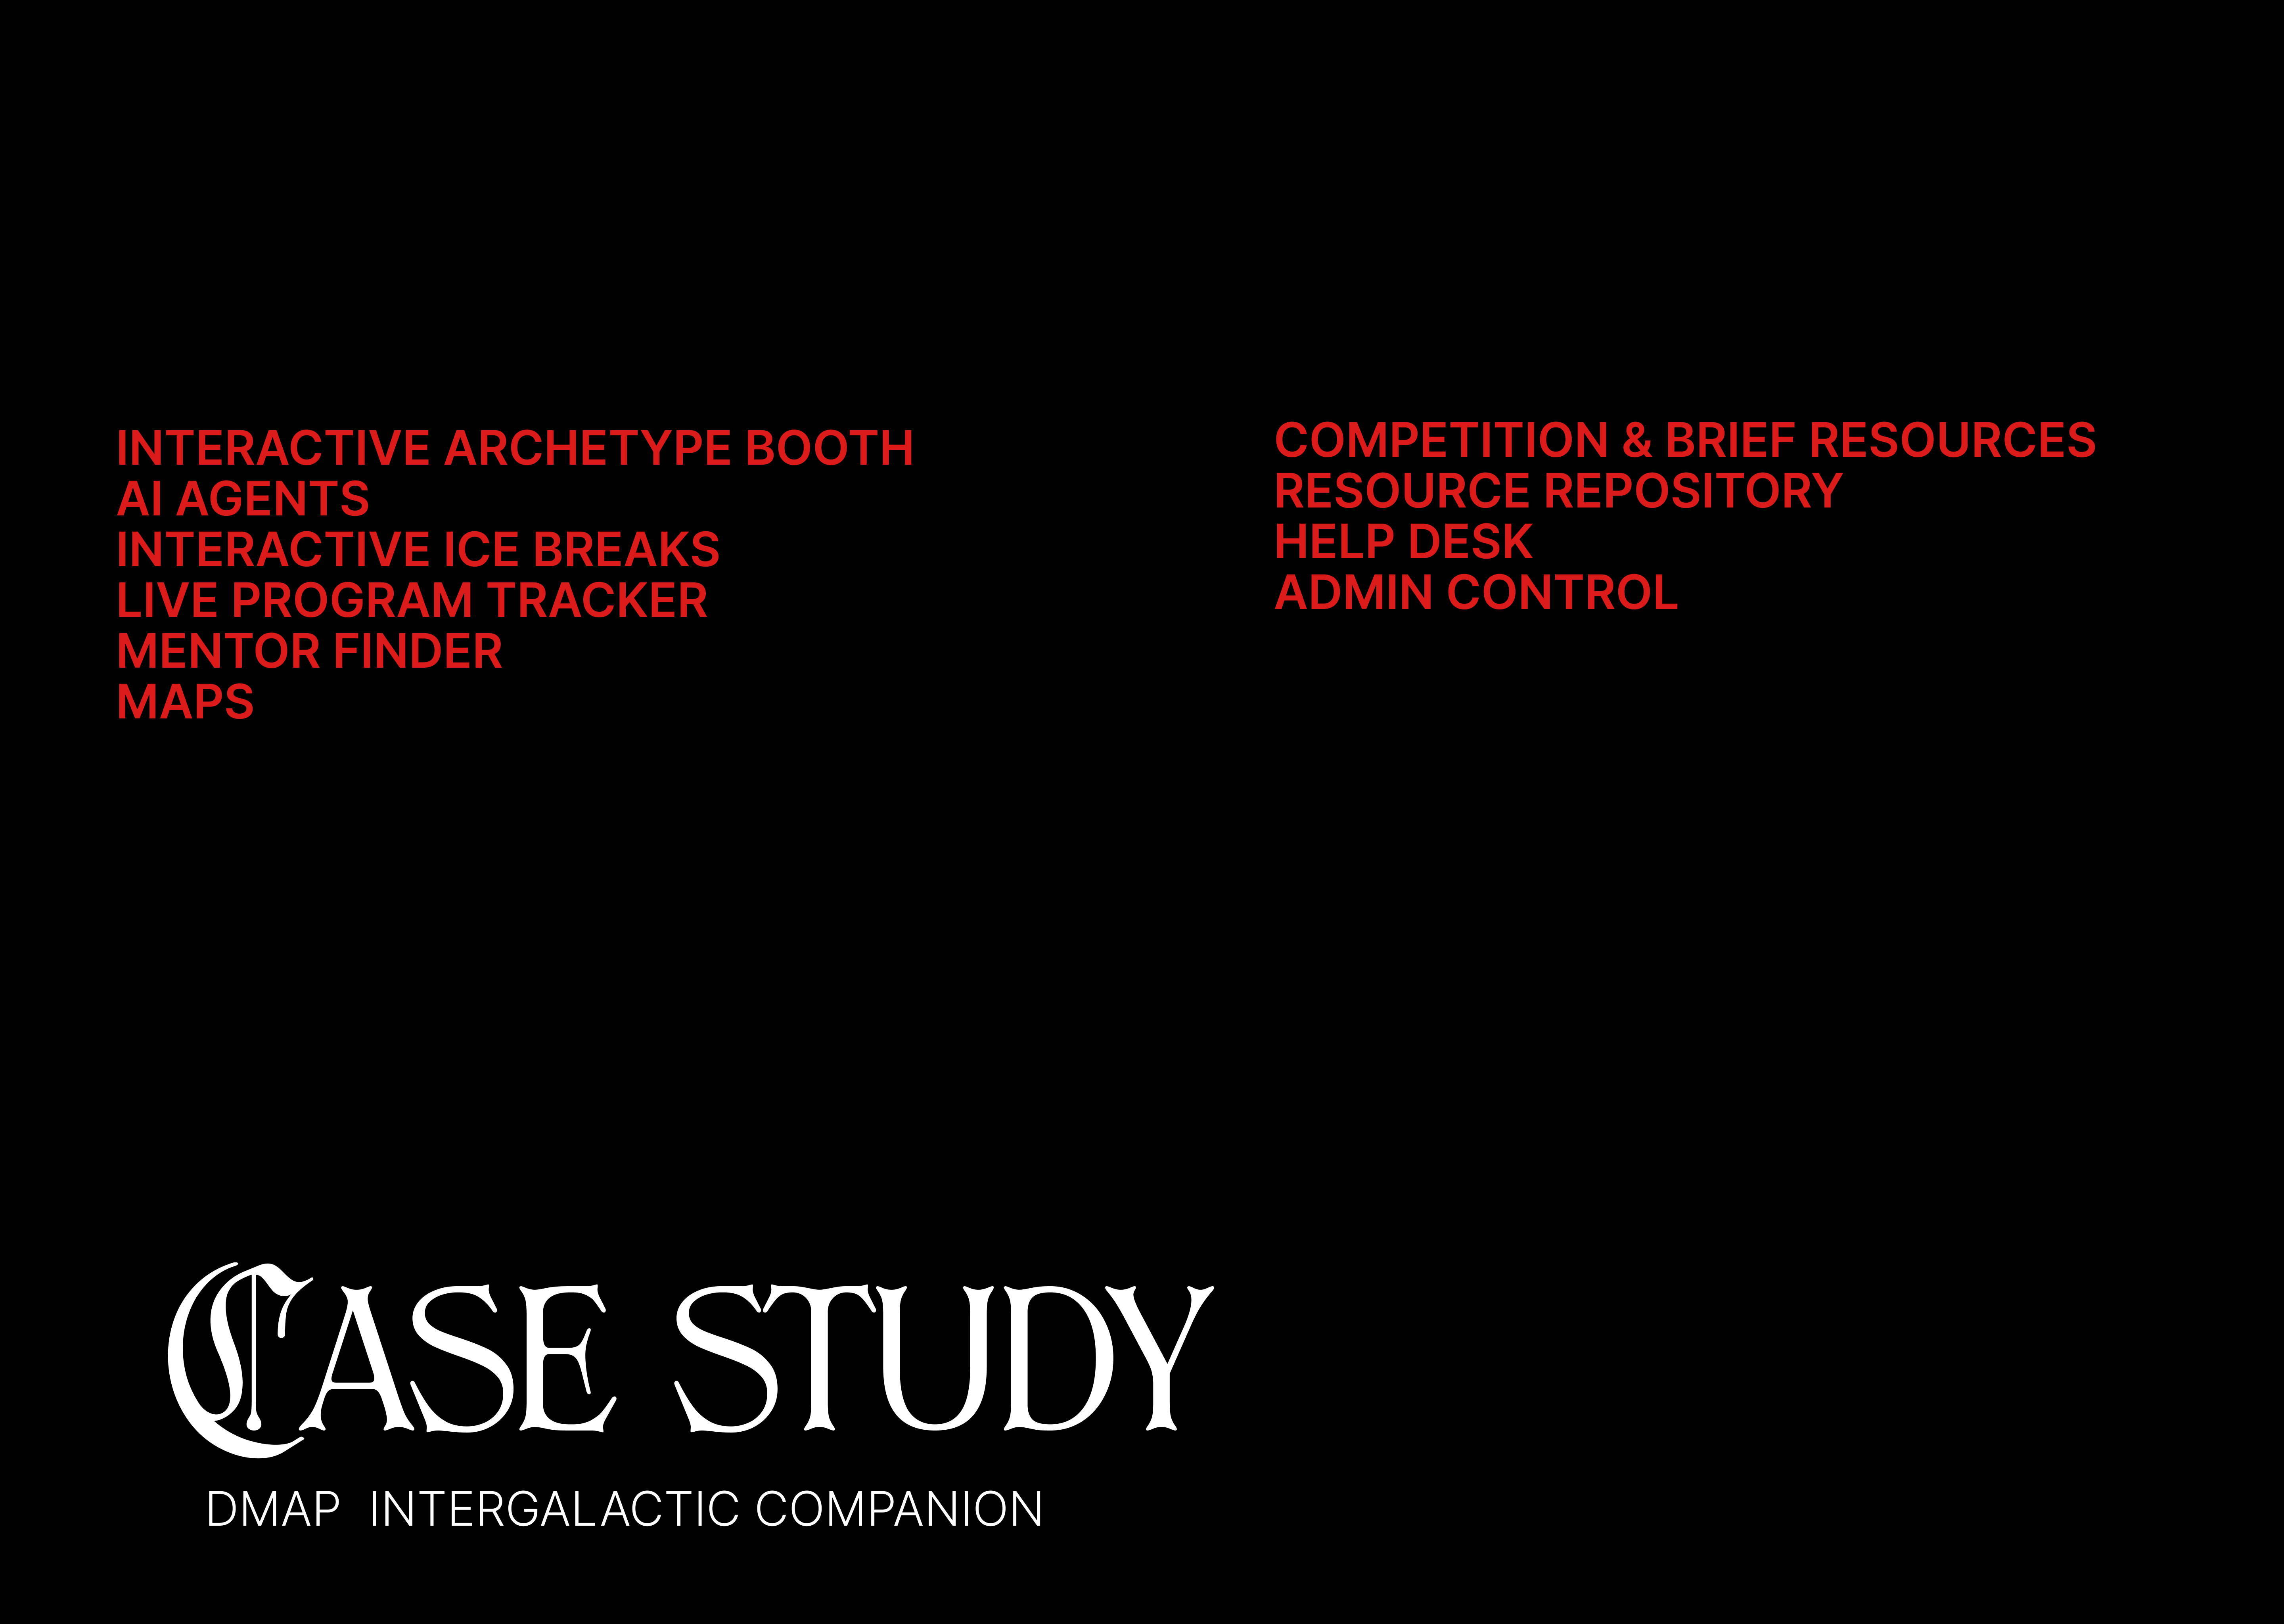 INTERACTIVE ARCHETYPE BOOTH
AI AGENTS
INTERACTIVE ICE BREAKS
LIVE PROGRAM TRACKER
MENTOR FINDER
MAPS
COMPETITION & BRIEF RESOURCES
RESOURCE REPOSITORY
HELP DESK
ADMIN CONTROL
CASE STUDY
DMAP INTERGALACTIC COMPANION